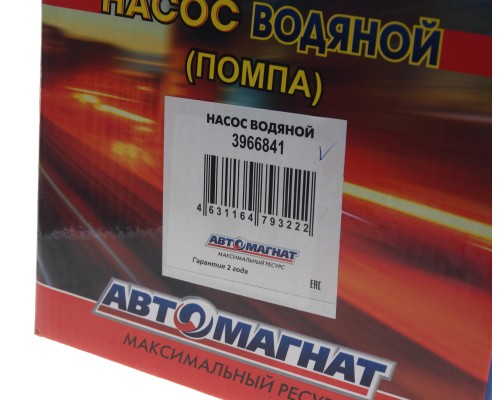 НАСОС ВОДЯНОЙ
(ПОМПА)
НАСОС ВОДЯНОЙ
3966841
4 631164 793222
АВТОМАГНАТ
МАКСИМАЛЬНЫЙ РЕСУРС
Гарантия 2 года
EAC
АВТОМАГНАТ
МАКСИМАЛЬНЫЙ РЕСУРС